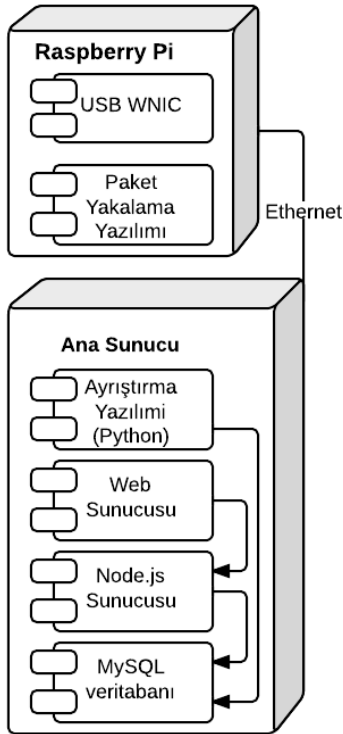 Raspberry Pi
USB WNIC
Paket
Yakalama
Yazılımı
Ethernet
Ana Sunucu
Ayrıştırma
Yazılımi
(Python)
Web
Sunucusu
Node.js
Sunucusu
MySQL
veritabanı